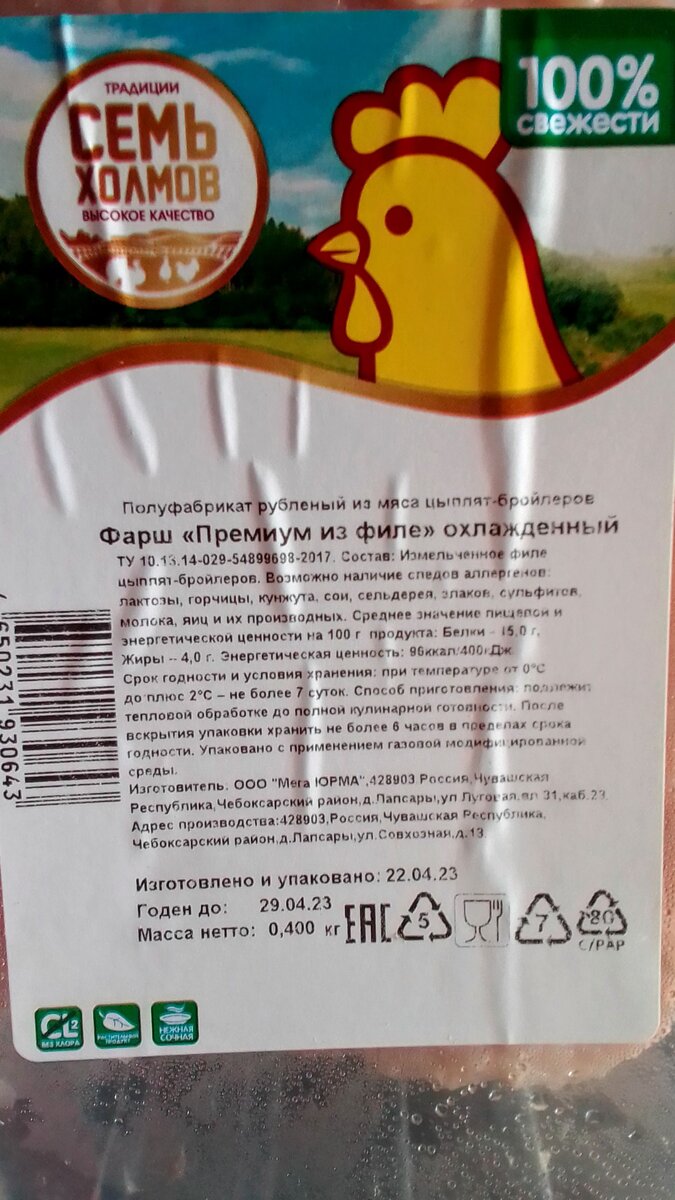 ТРАДИЦИИ
СЕМЬ
ХОЛМОВ
ВЫСОКОЕ КАЧЕСТВО
100%
свежести
Полуфабрикат рубленый из мяса цыплят-бройлеров
Фарш «Премиум из филе» охлажденный
ТУ 10.13.14-029-54899698-2017. Состав: Измельченное филе
цыплят-бройлеров. Возможно наличие следов аллергенов:
лактозы, горчицы, кунжута, сои, сельдерея, злаков, сульфитов,
молока, яиц и их производных. Среднее значение пищевой и
энергетической ценности на 100 г продукта: Белки - 15,0 г,
Жиры -- 4,0 г. Энергетическая ценность: 96ккал/400кДж
Срок годности и условия хранения: при температуре от 0°С
до плюс 2°С – не более 7 суток. Способ приготовления: подлежит
тепловой обработке до полной кулинарной готовности. После
вскрытия упаковки хранить не более 6 часов в пределах срока
годности. Упаковано с применением газовой модифицированной
среды.
Изготовитель: ООО "Мега ЮРМА",428903 Россия,Чувашская
Республика,Чебоксарский район,д.Лапсары,ул Луговая,вл 31,каб.23
Адрес производства:428903,Россия,Чувашская Республика,
Чебоксарский район,д.Лапсары,ул.Совхозная,д.13
Изготовлено и упаковано: 22.04.23
Годен до: 29.04.23
Масса нетто: 0,400 кг
EAC
5
7
80
C/PAP
650231 930643
CL2
БЕЗ ХЛОРА
РАСТИТЕЛЬНЫЙ
ПРОДУКТ
НЕЖНАЯ
СОЧНАЯ